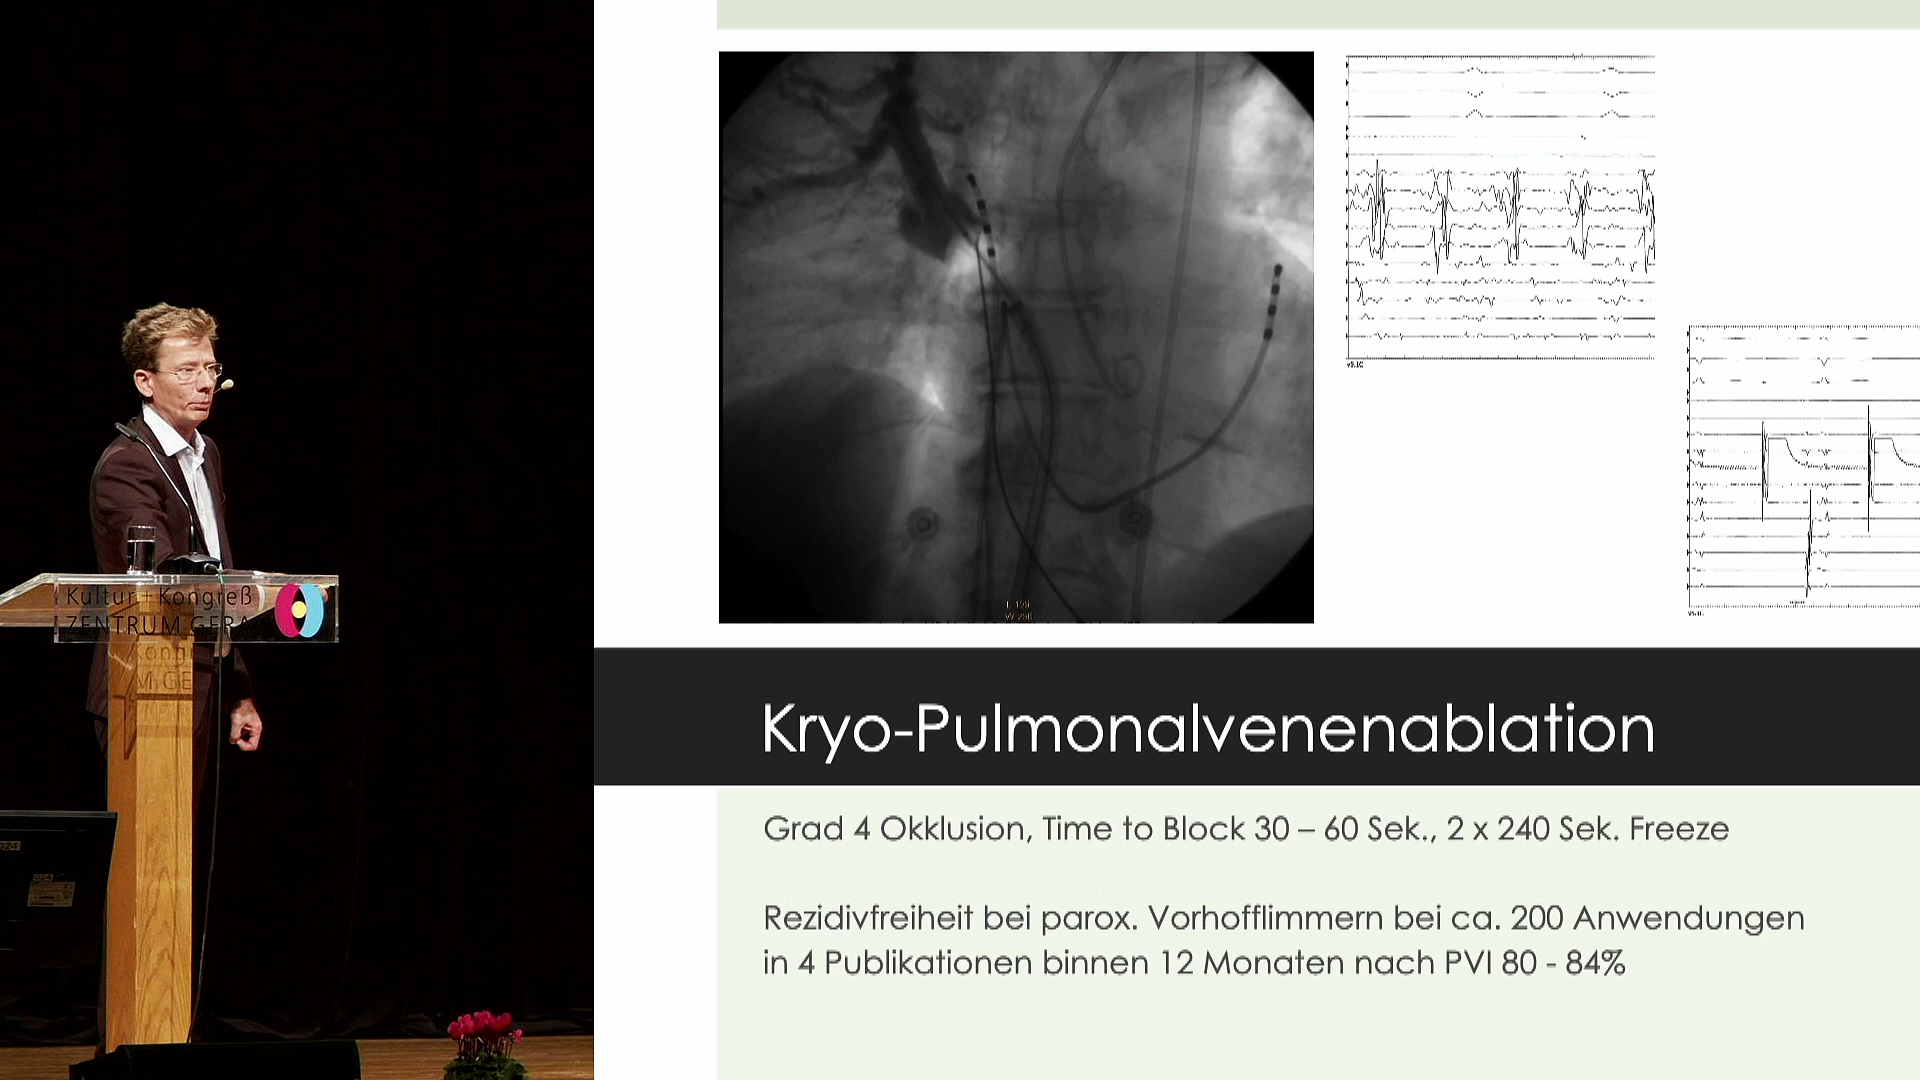 Kultur+Kongreß
ZENTRUM GERA
Kryo-Pulmonalvenenablation
Grad 4 Okklusion, Time to Block 30 – 60 Sek., 2 x 240 Sek. Freeze
Rezidivfreiheit bei parox. Vorhofflimmern bei ca. 200 Anwendungen
in 4 Publikationen binnen 12 Monaten nach PVI 80 - 84%